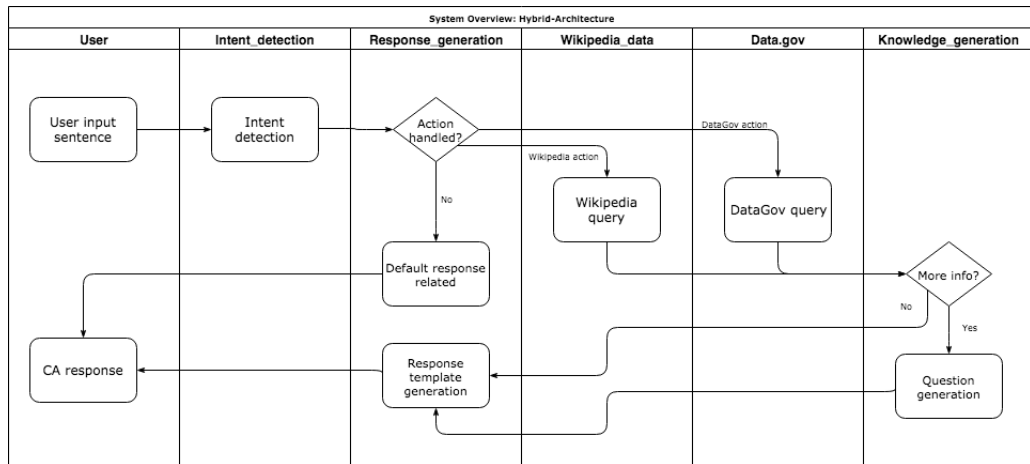 System Overview: Hybrid-Architecture
User
Intent_detection
Response_generation
Wikipedia_data
Data.gov
Knowledge_generation
User input
sentence
Intent
detection
Action
handled?
DataGov action
Wikipedia action
No
Wikipedia
query
DataGov query
Default response
related
More info?
No
Yes
CA response
Response
template
generation
Question
generation